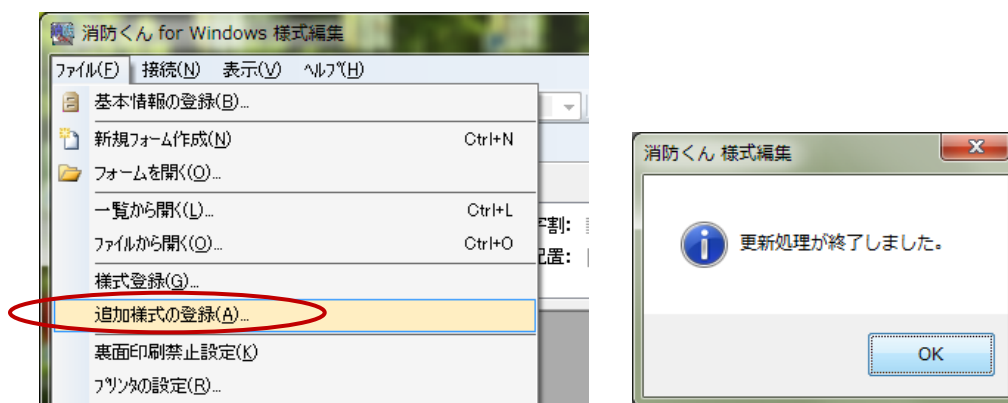 消防くん for Windows 様式編集
ファイル(F) 接続(N) 表示(V) ヘルプ(H)
基本情報の登録(B)...
新規フォーム作成(N) Ctrl+N
フォームを開く(O)...
一覧から開く(L)... Ctrl+L
ファイルから開く(O)... Ctrl+O
様式登録(G)...
追加様式の登録(A)...
裏面印刷禁止設定(K)
プリンタの設定(R)...
字割:
配置:
消防くん 様式編集
更新処理が終了しました。
OK